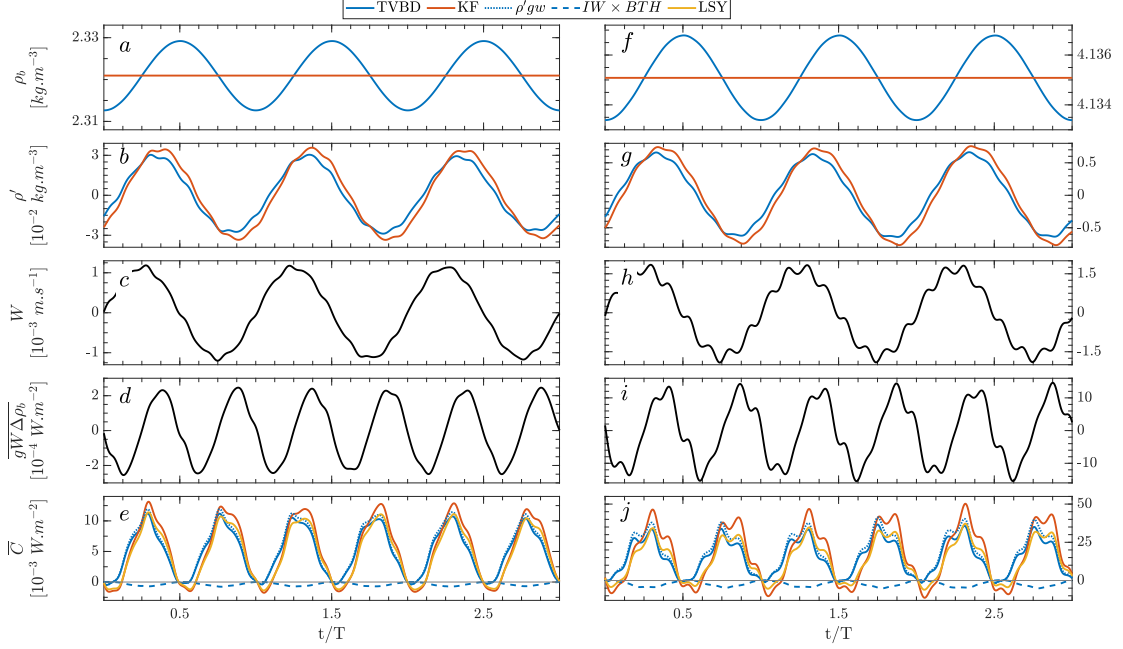 TVBD KF ρ′gw IW × BTH LSY
a
ρb
[kg.m−3]
2.33
2.31
f
4.136
4.134
b
ρ′
[10−2 kg.m−3]
3
0
-3
g
0.5
0
-0.5
c
W
[10−3 m.s−1]
1
0
-1
h
1.5
0
-1.5
d
gWΔρb
[10−4 W.m−2]
2
0
-2
i
10
0
-10
e
C
[10−3 W.m−2]
10
5
0
j
50
25
0
0.5 1.5 2.5
t/T
0.5 1.5 2.5
t/T